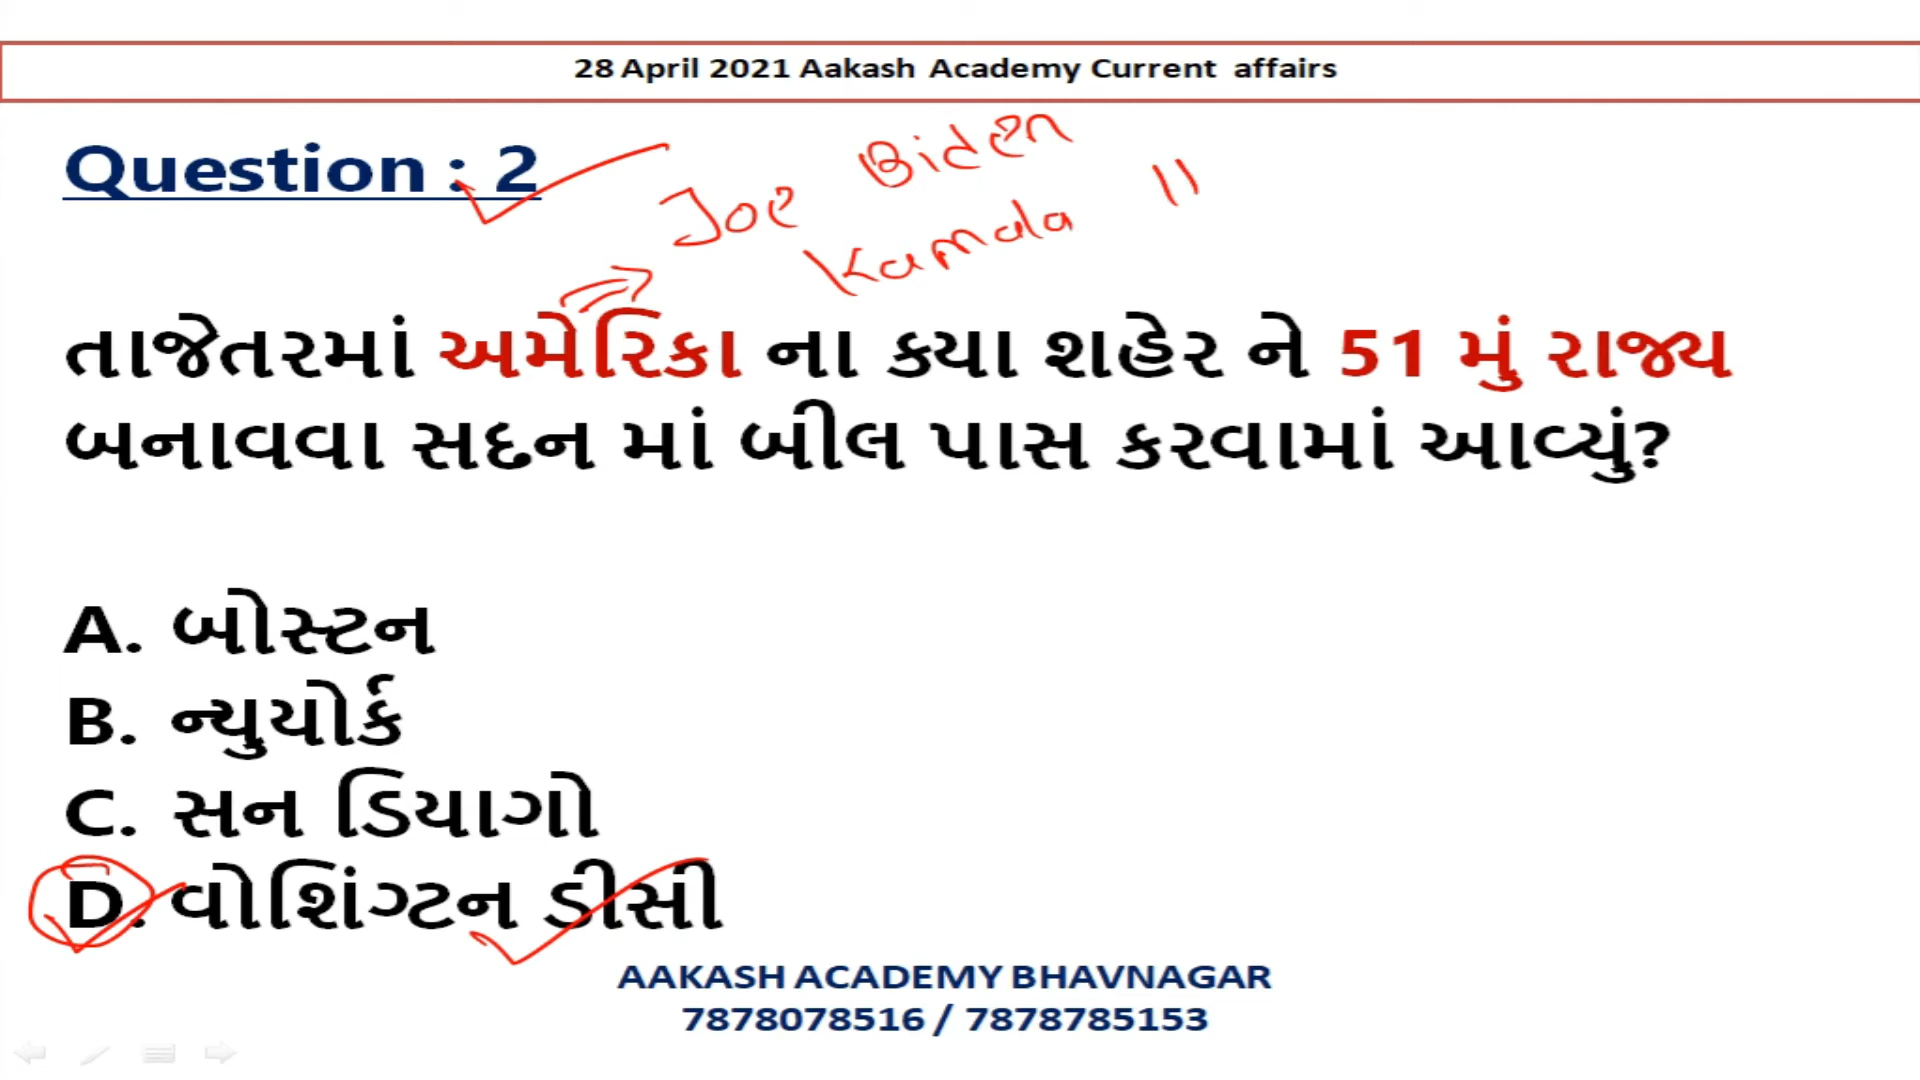 28 April 2021 Aakash Academy Current affairs
Question : 2
Joe Biden
Kamala "
તાજેતરમાં અમેરિકા ના ક્યા શહેર ને 51 મું રાજ્ય
બનાવવા સદન માં બીલ પાસ કરવામાં આવ્યું?
A. બોસ્ટન
B. ન્યુયોર્ક
C. સન ડિયાગો
D. વોશિંગ્ટન ડીસી
AAKASH ACADEMY BHAVNAGAR
7878078516 / 7878785153